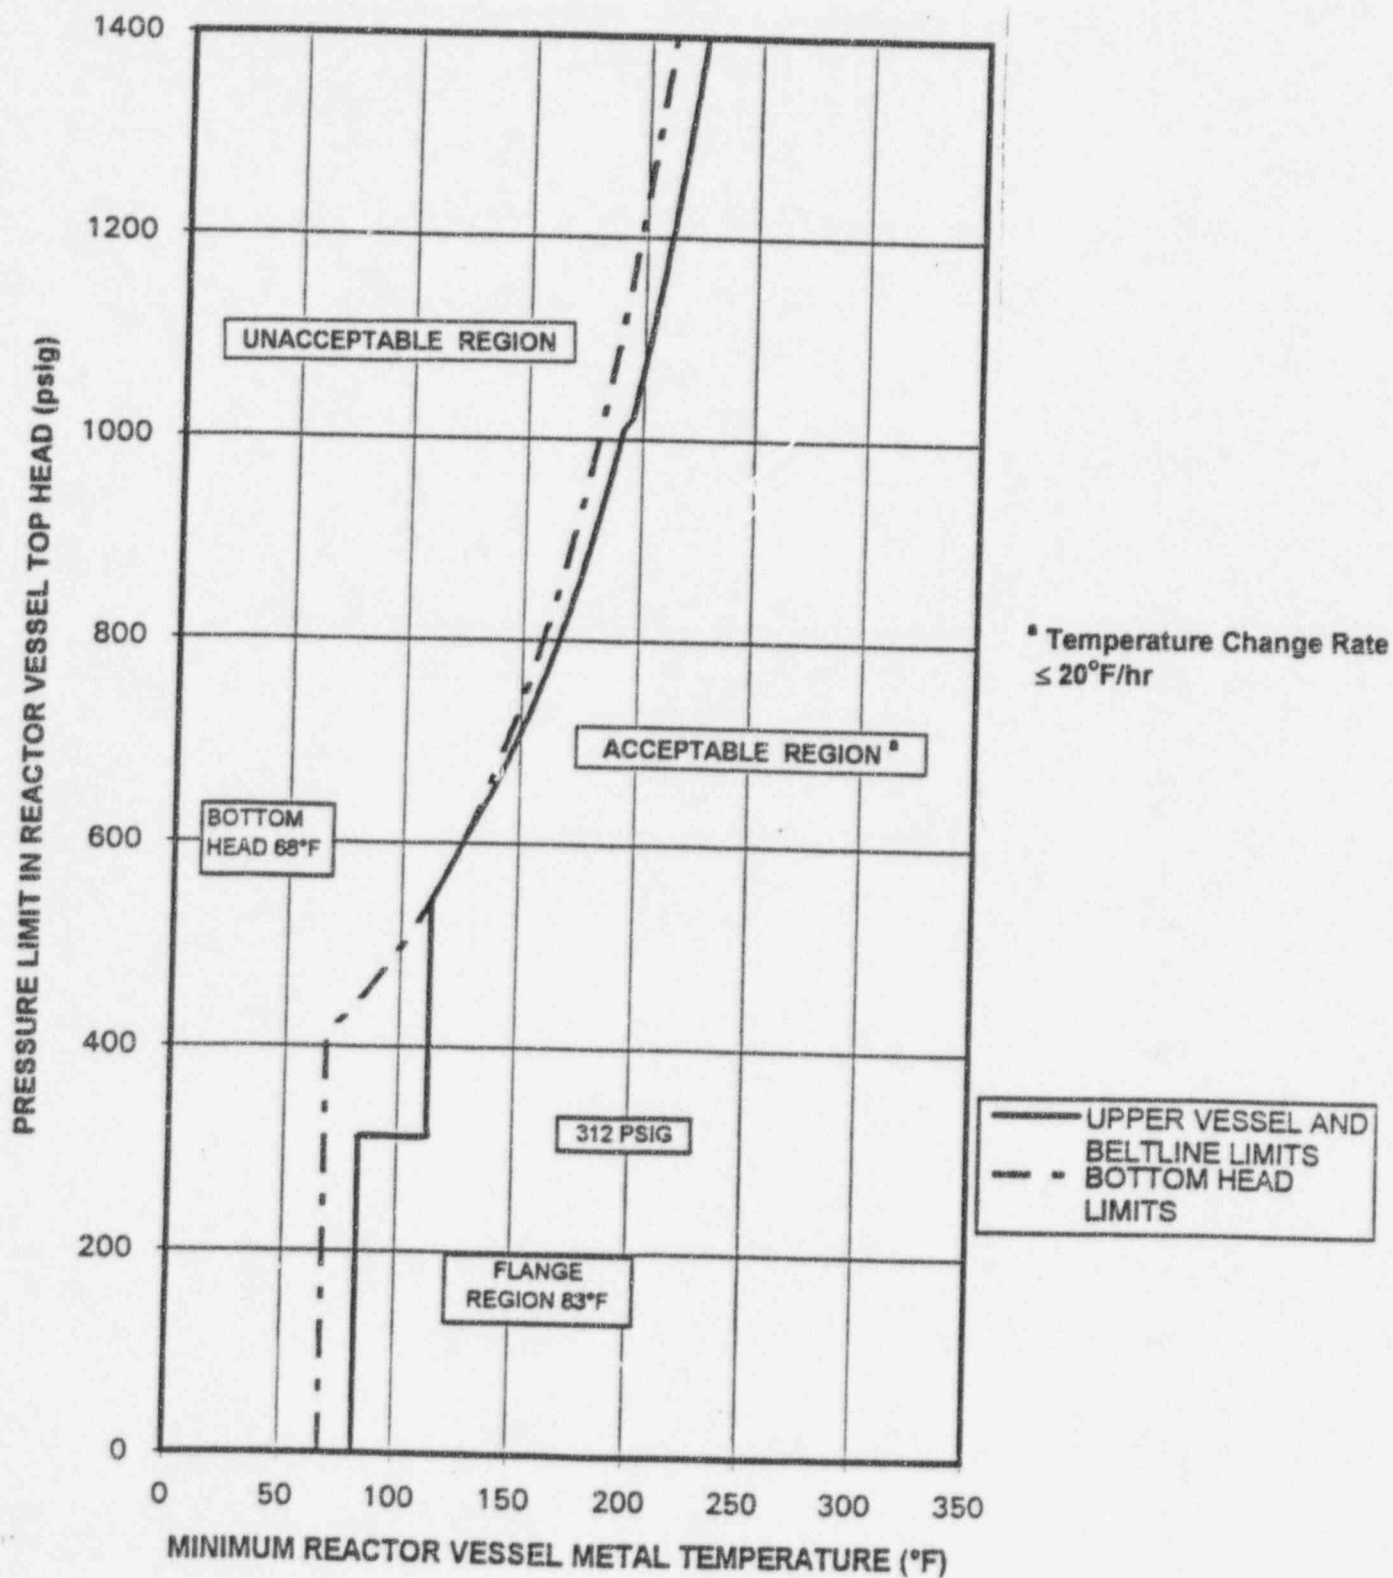 PRESSURE LIMIT IN REACTOR VESSEL TOP HEAD (psig)
1400
1200
1000
800
600
400
200
0
UNACCEPTABLE REGION
ACCEPTABLE REGION ª
BOTTOM
HEAD 68°F
312 PSIG
FLANGE
REGION 83°F
ª Temperature Change Rate
≤ 20°F/hr
UPPER VESSEL AND
BELTLINE LIMITS
BOTTOM HEAD
LIMITS
0 50 100 150 200 250 300 350
MINIMUM REACTOR VESSEL METAL TEMPERATURE (°F)